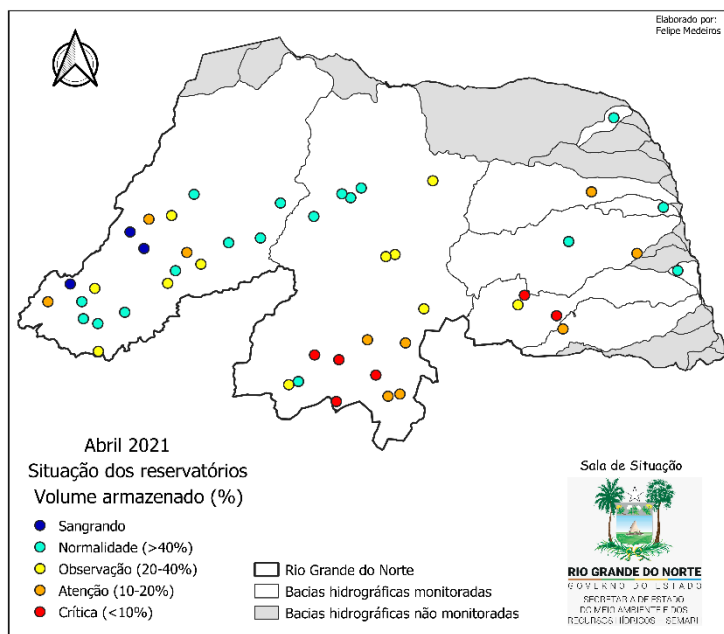 Elaborado por:
Felipe Medeiros
Abril 2021
Situação dos reservatórios
Volume armazenado (%)
Sangrando
Normalidade (>40%)
Observação (20-40%)
Atenção (10-20%)
Crítica (<10%)
Rio Grande do Norte
Bacias hidrográficas monitoradas
Bacias hidrográficas não monitoradas
Sala de Situação
RIO GRANDE DO NORTE
GOVERNO DO ESTADO
SECRETARIA DE ESTADO
DO MEIO AMBIENTE E DOS
RECURSOS HÍDRICOS SEMARH